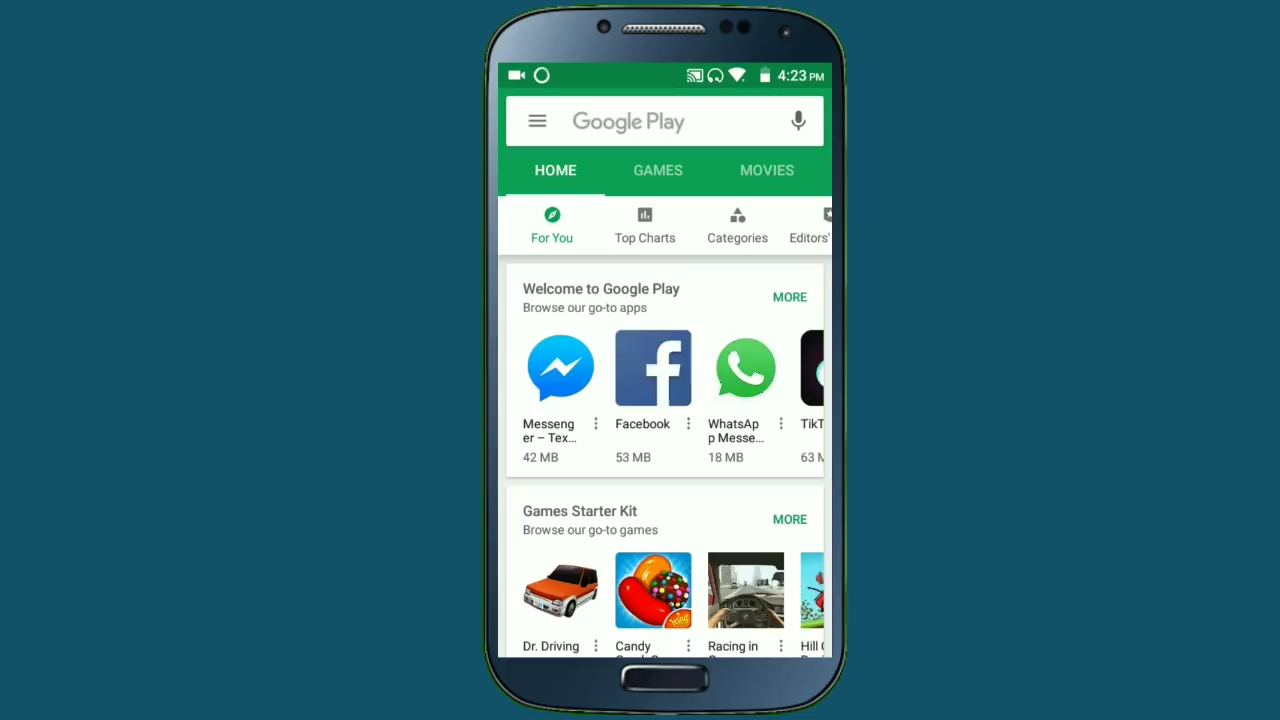 4:23 PM
Google Play
HOME GAMES MOVIES
For You Top Charts Categories Editors'
Welcome to Google Play
MORE
Browse our go-to apps
Messeng Facebook WhatsAp TikT
er – Tex... p Messe...
42 MB 53 MB 18 MB 63 M
Games Starter Kit
MORE
Browse our go-to games
Dr. Driving Candy Racing in Hill